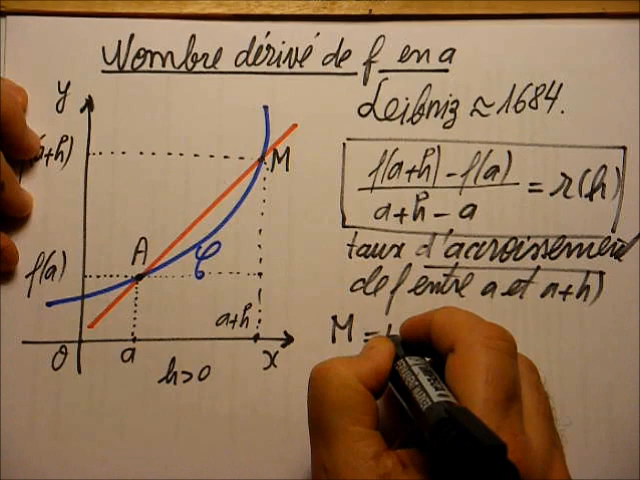 Nombre dérivé de f en a
Leibniz ≈ 1684.
y
a+h)
M
f(a+h) - f(a)
a+h - a
= r(h)
A
f(a)
C
taux d'accroissement
de f entre a et a+h)
a+h
M =
O
a
x
h>0